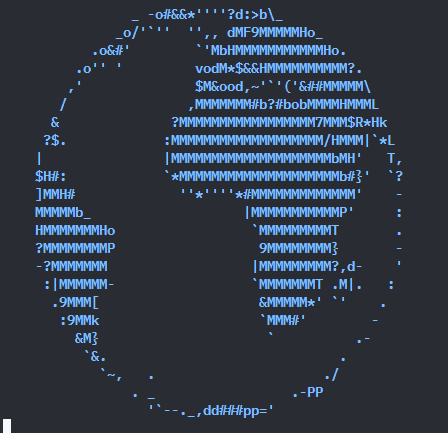 _ -o#&&*''''?d:>b\_
_o/"`''  '',, dMF9MMMMMHo_
.o&#'        `'MbHMMMMMMMMMMMHo.
.o"" '         vodM*$&&HMMMMMMMMMM?.
,'              $M&ood,~'`'('&##MMMMM\
/               ,MMMMMMM#b?#bobMMMMHMMML
&              ?MMMMMMMMMMMMMMMMM7MMM$R*Hk
?$.            :MMMMMMMMMMMMMMMMMMM/HMMM|`*L
|               |MMMMMMMMMMMMMMMMMMMMbMH'   T,
$H#:            `*MMMMMMMMMMMMMMMMMMMMb#}'  `?
]MMH#             ''*''''*#MMMMMMMMMMMMM'    -
MMMMMb_                   |MMMMMMMMMMMP'     :
HMMMMMMMHo                 `MMMMMMMMMT       .
?MMMMMMMMP                  9MMMMMMMM}       -
-?MMMMMMM                  |MMMMMMMMM?,d-    '
:|MMMMMM-                 `MMMMMMMT .M|.   :
.9MMM[                    &MMMMM*' `'    .
:9MMk                    `MMM#'        -
&M}                     `          .-
`&.                             .
`~,   .                     ./
. _                  .-PP
'`--._,dd###pp='